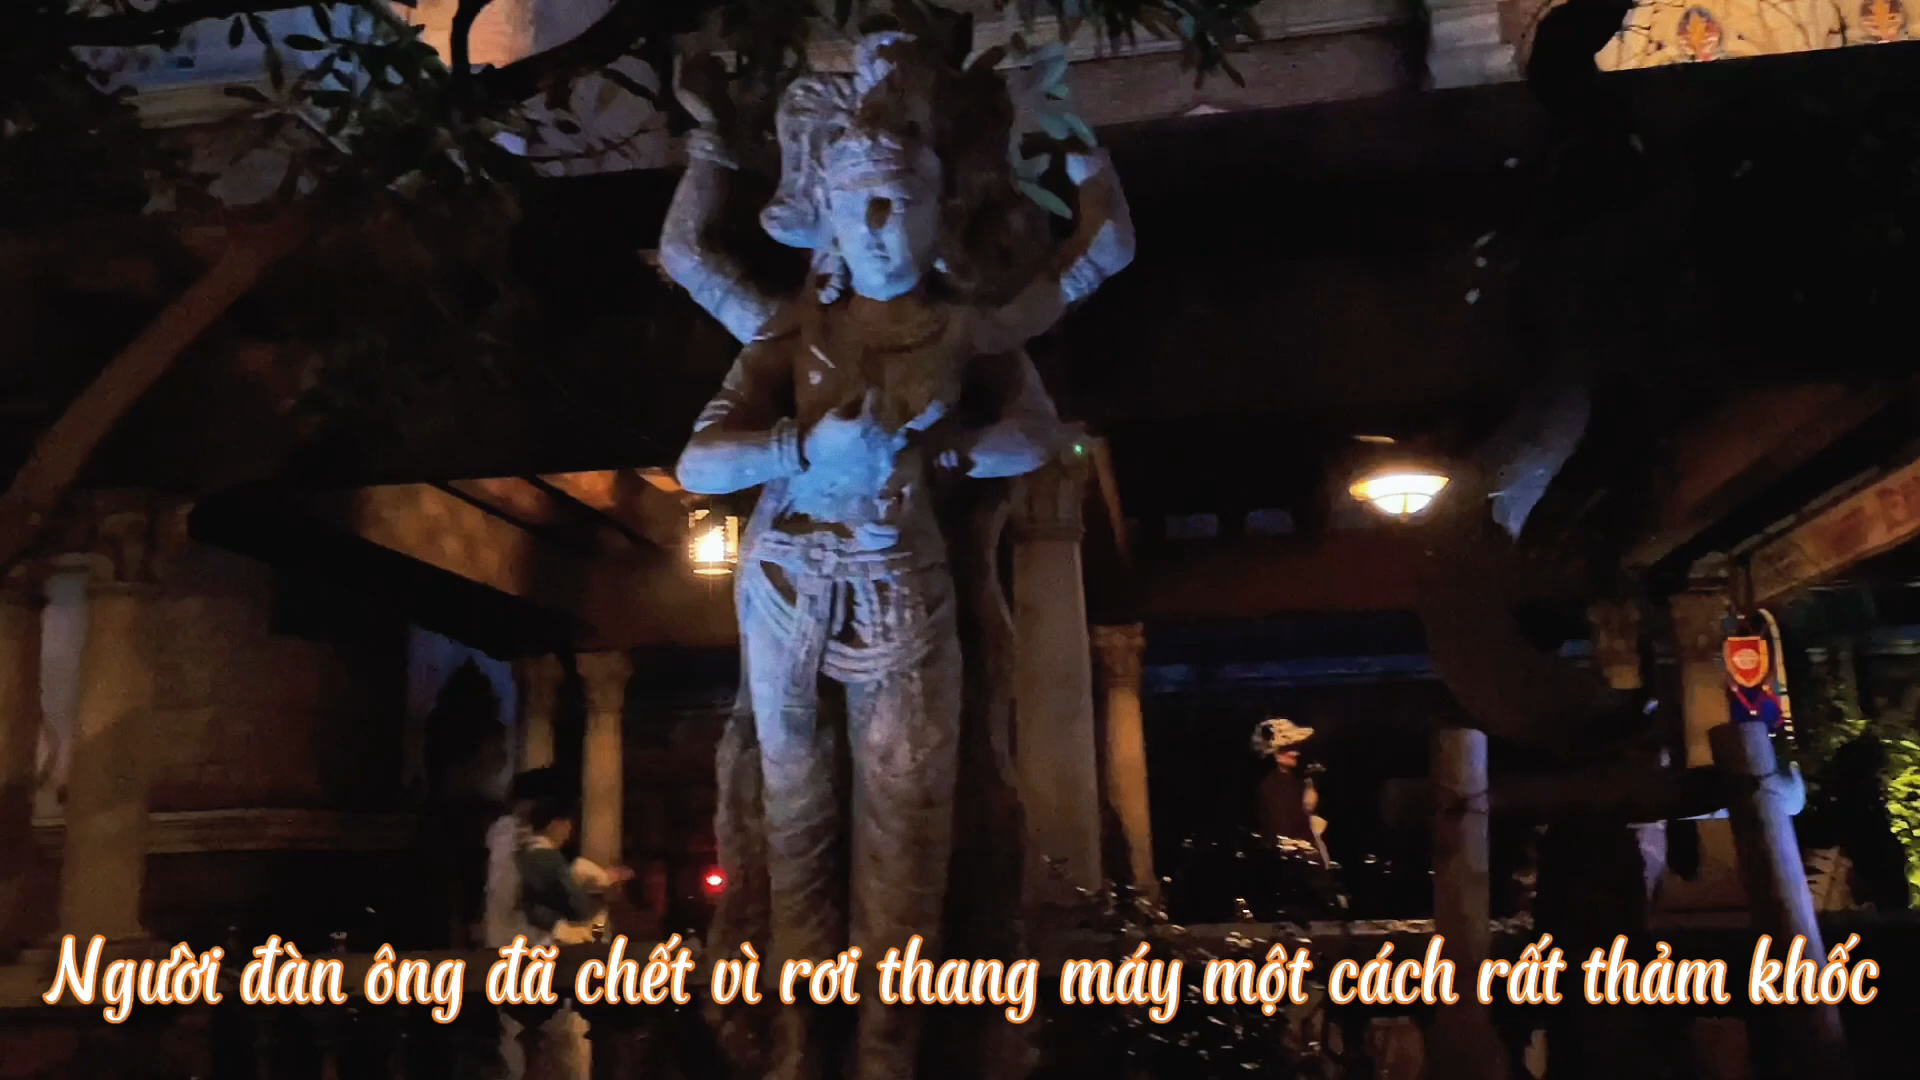 Người đàn ông đã chết vì rơi thang máy một cách rất thảm khốc